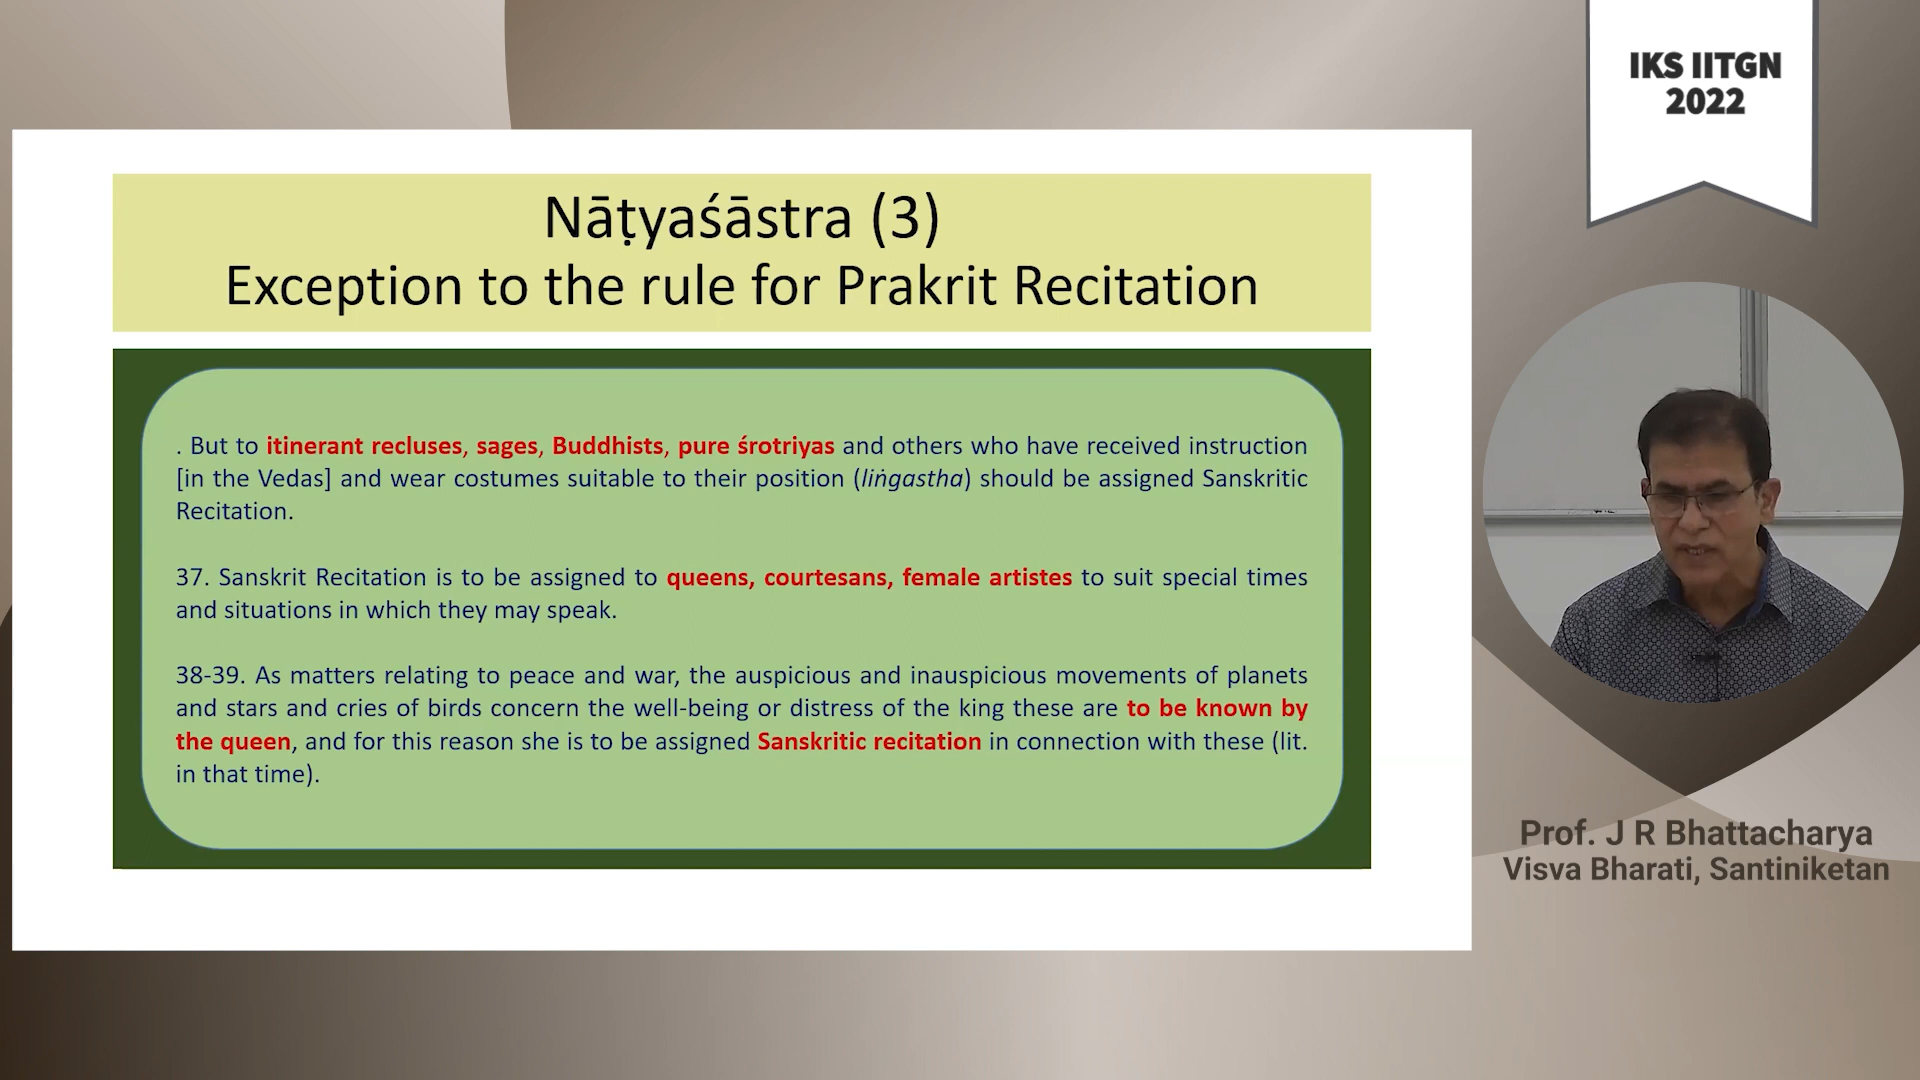 IKS IITGN
2022
Nāṭyaśāstra (3)
Exception to the rule for Prakrit Recitation
. But to itinerant recluses, sages, Buddhists, pure śrotriyas and others who have received instruction
[in the Vedas] and wear costumes suitable to their position (liṅgastha) should be assigned Sanskritic
Recitation.
37. Sanskrit Recitation is to be assigned to queens, courtesans, female artistes to suit special times
and situations in which they may speak.
38-39. As matters relating to peace and war, the auspicious and inauspicious movements of planets
and stars and cries of birds concern the well-being or distress of the king these are to be known by
the queen, and for this reason she is to be assigned Sanskritic recitation in connection with these (lit.
in that time).
Prof. J R Bhattacharya
Visva Bharati, Santiniketan